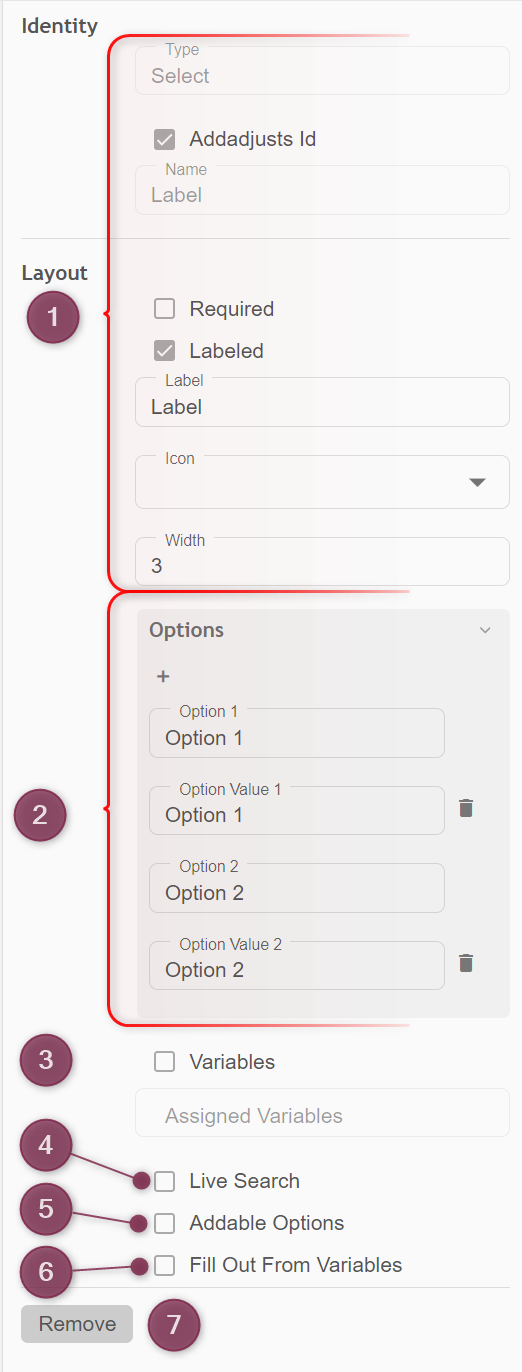 Identity
Type
Select
Addadjusts Id
Name
Label
Layout
1
Required
Labeled
Label
Label
Icon
Width
3
Options
+
Option 1
Option 1
Option Value 1
Option 1
2
Option 2
Option 2
Option Value 2
Option 2
3
Variables
Assigned Variables
4
Live Search
5
Addable Options
6
Fill Out From Variables
Remove
7